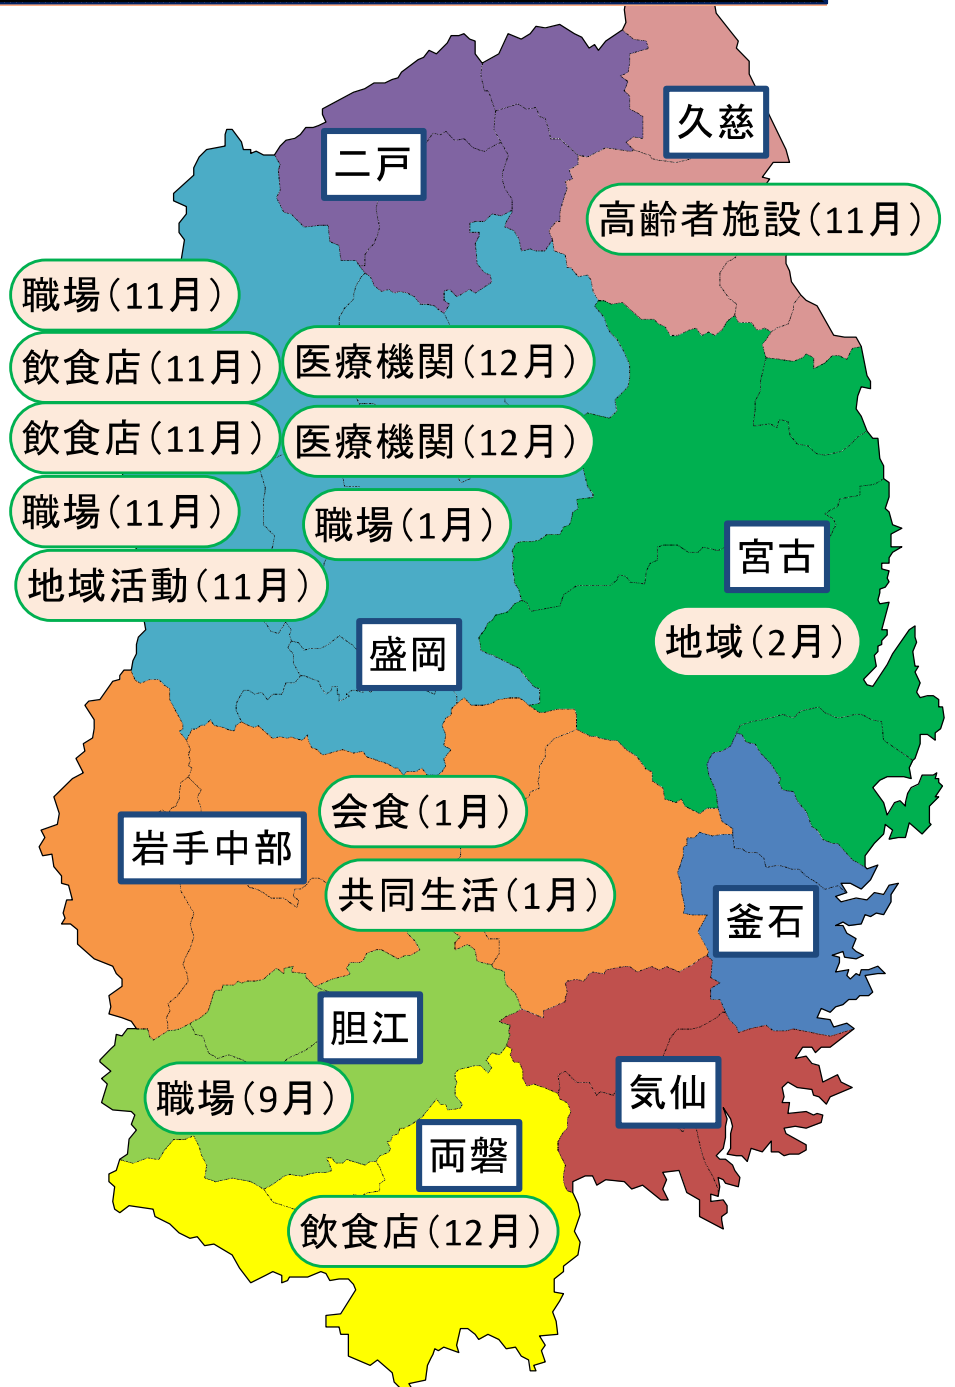 久慈
二戸
高齢者施設(11月)
職場(11月)
飲食店(11月)
医療機関(12月)
飲食店(11月)
医療機関(12月)
職場(11月)
職場(1月)
地域活動(11月)
宮古
地域(2月)
盛岡
会食(1月)
岩手中部
共同生活(1月)
釜石
胆江
職場(9月)
気仙
両磐
飲食店(12月)